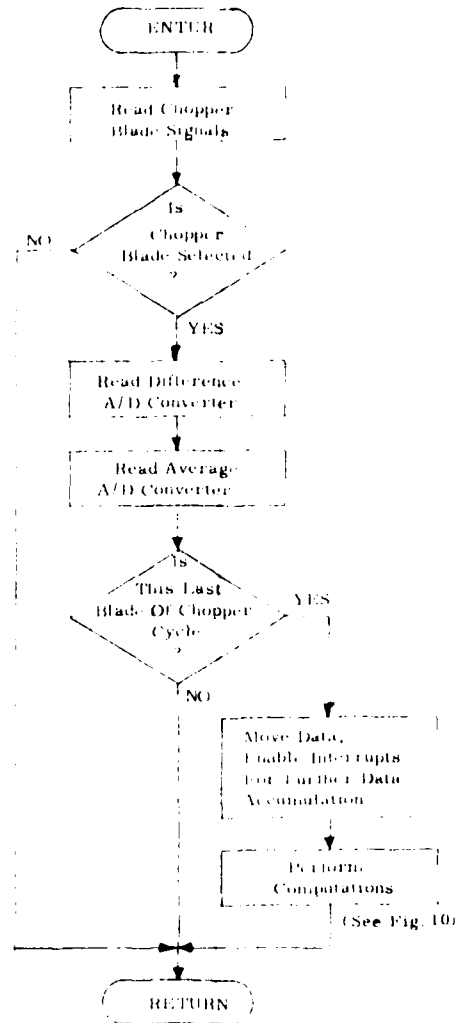 ENTER
Read Chopper
Blade Signals
Is
Chopper
Blade Selected
?
NO
YES
Read Difference
A/D Converter
Read Average
A/D Converter
Is
This Last
Blade Of Chopper
Cycle
?
YES
NO
Move Data,
Enable Interrupts
For Further Data
Accumulation
Perform
Computations
(See Fig. 10)
RETURN